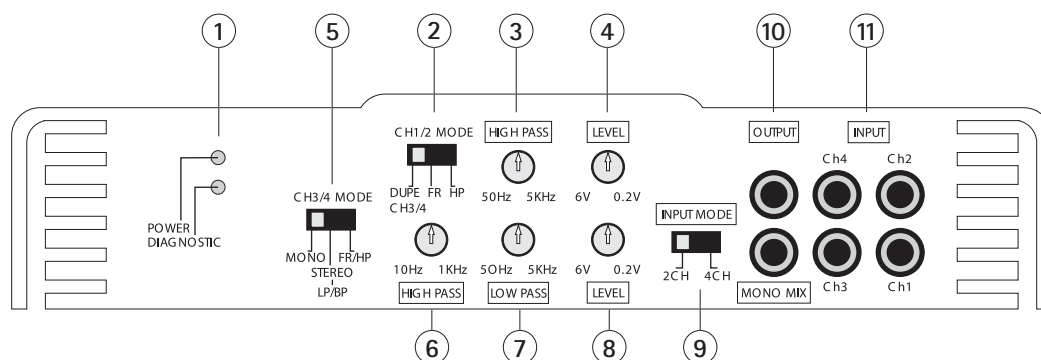 1
5
2
3
4
10
11
CH1/2 MODE
HIGH PASS
LEVEL
OUTPUT
INPUT
Ch4
Ch2
CH3/4 MODE
DUPE FR HP
CH3/4
50Hz 5KHz
6V 0.2V
POWER
DIAGNOSTIC
INPUT MODE
MONO FR/HP
STEREO
LP/BP
10Hz 1KHz
50Hz 5KHz
6V 0.2V
2CH 4CH
HIGH PASS
LOW PASS
LEVEL
MONO MIX
Ch3
Ch1
6
7
8
9